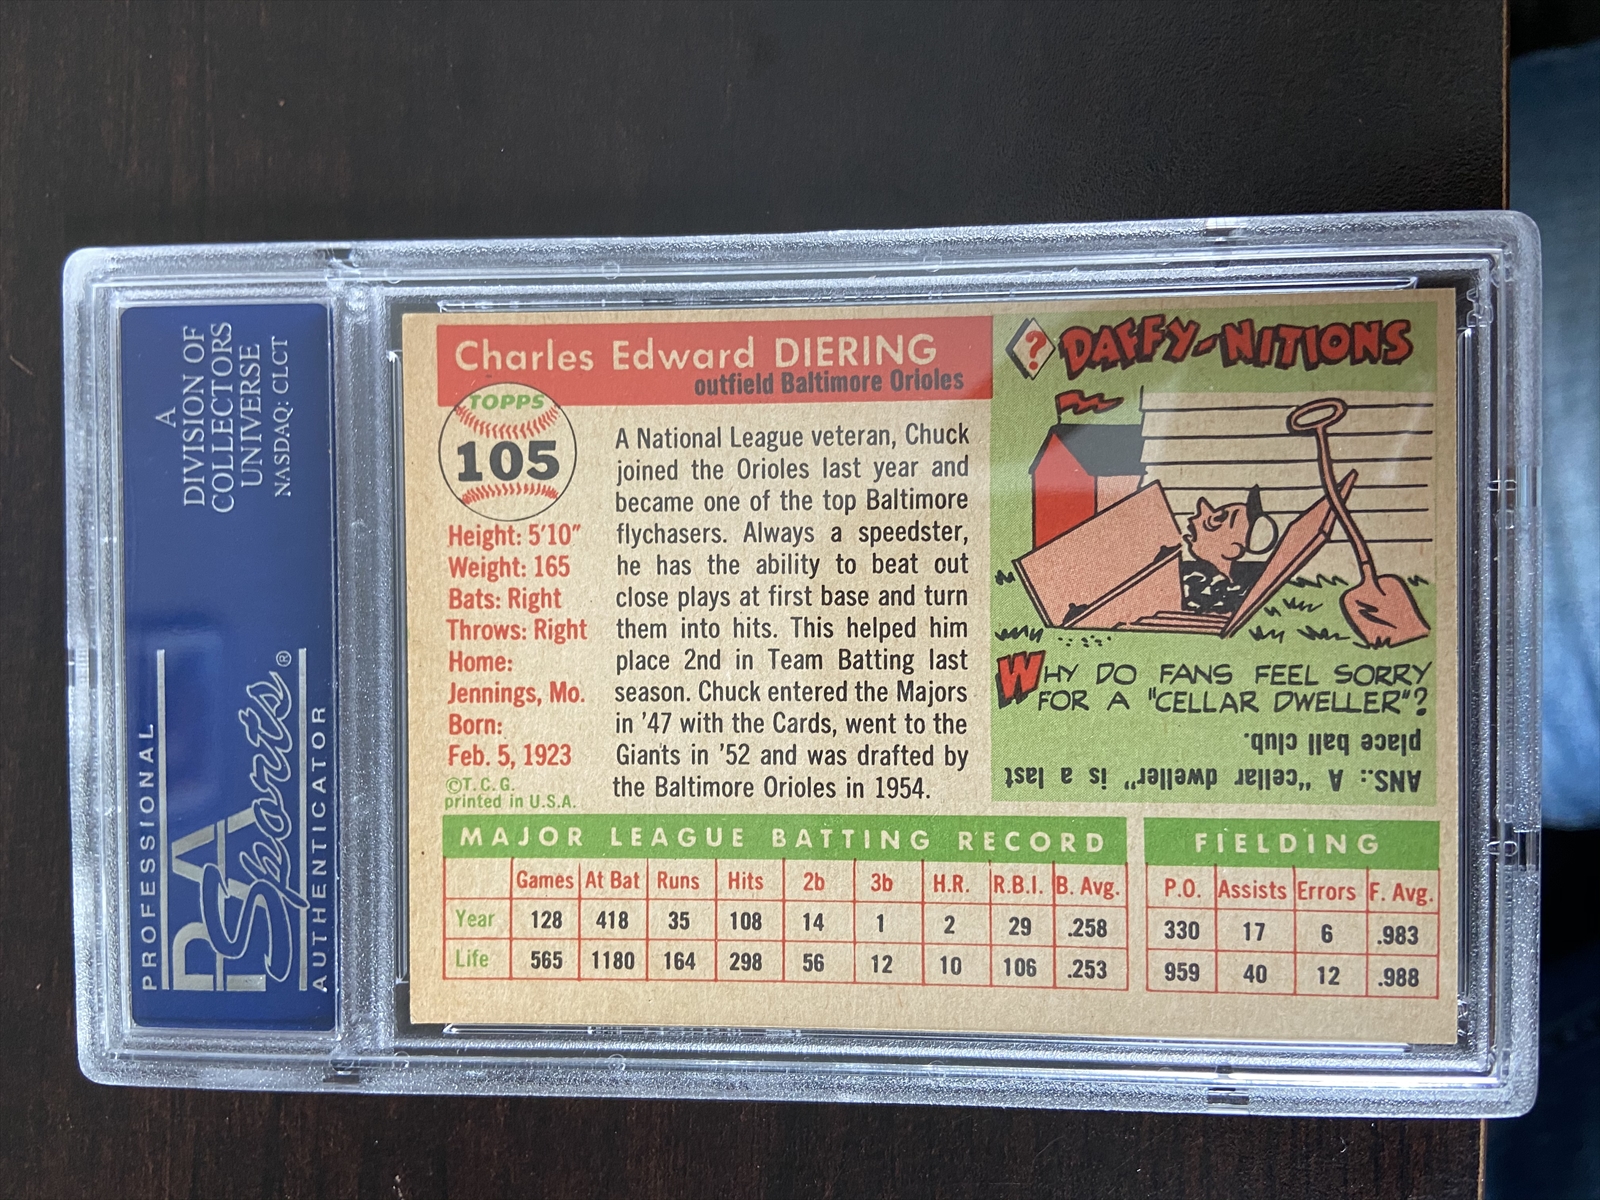 A
DIVISION OF
COLLECTORS
UNIVERSE
NASDAQ: CLCT
PROFESSIONAL
PSA
Sports®
AUTHENTICATOR
Charles Edward DIERING
outfield Baltimore Orioles
TOPPS
105
Height: 5'10"
Weight: 165
Bats: Right
Throws: Right
Home:
Jennings, Mo.
Born:
Feb. 5, 1923
©T.C.G.
printed in U.S.A.
A National League veteran, Chuck
joined the Orioles last year and
became one of the top Baltimore
flychasers. Always a speedster,
he has the ability to beat out
close plays at first base and turn
them into hits. This helped him
place 2nd in Team Batting last
season. Chuck entered the Majors
in '47 with the Cards, went to the
Giants in '52 and was drafted by
the Baltimore Orioles in 1954.
? DAFFY-NITIONS
WHY DO FANS FEEL SORRY
FOR A "CELLAR DWELLER"?
ANS.: A "cellar dweller" is a last
place ball club.
MAJOR LEAGUE BATTING RECORD
Games At Bat Runs Hits 2b 3b H.R. R.B.I. B. Avg.
Year 128 418 35 108 14 1 2 29 .258
Life 565 1180 164 298 56 12 10 106 .253
FIELDING
P.O. Assists Errors F. Avg.
330 17 6 .983
959 40 12 .988